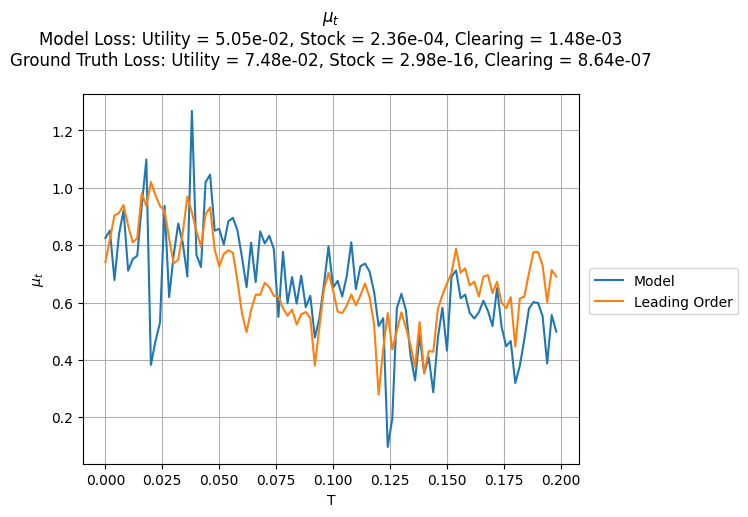 μt
Model Loss: Utility = 5.05e-02, Stock = 2.36e-04, Clearing = 1.48e-03
Ground Truth Loss: Utility = 7.48e-02, Stock = 2.98e-16, Clearing = 8.64e-07
1.2
1.0
0.8
0.6
0.4
0.2
μt
0.000 0.025 0.050 0.075 0.100 0.125 0.150 0.175 0.200
T
Model
Leading Order